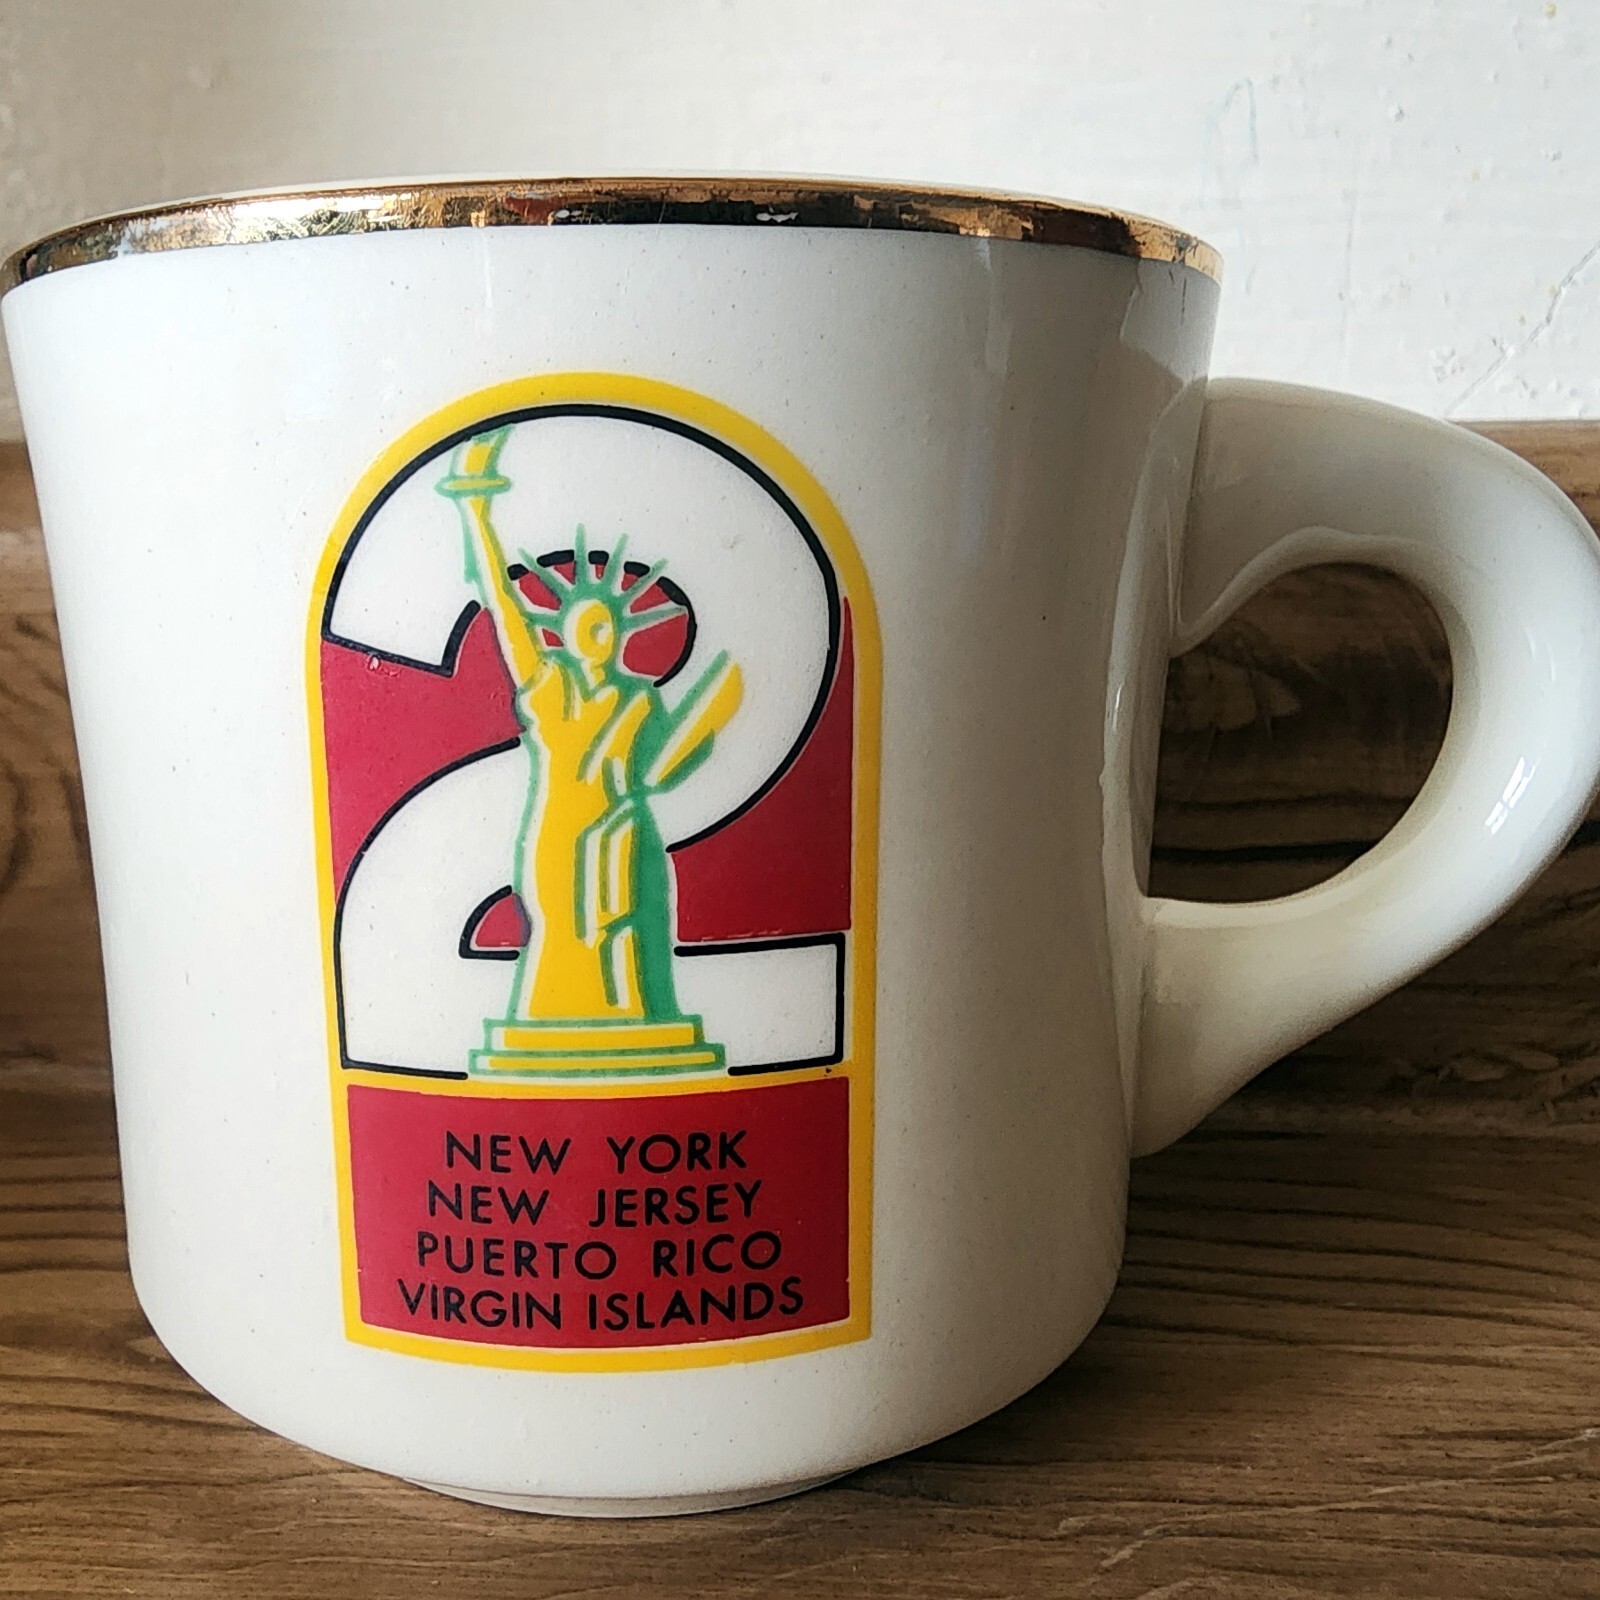 2
NEW YORK
NEW JERSEY
PUERTO RICO
VIRGIN ISLANDS